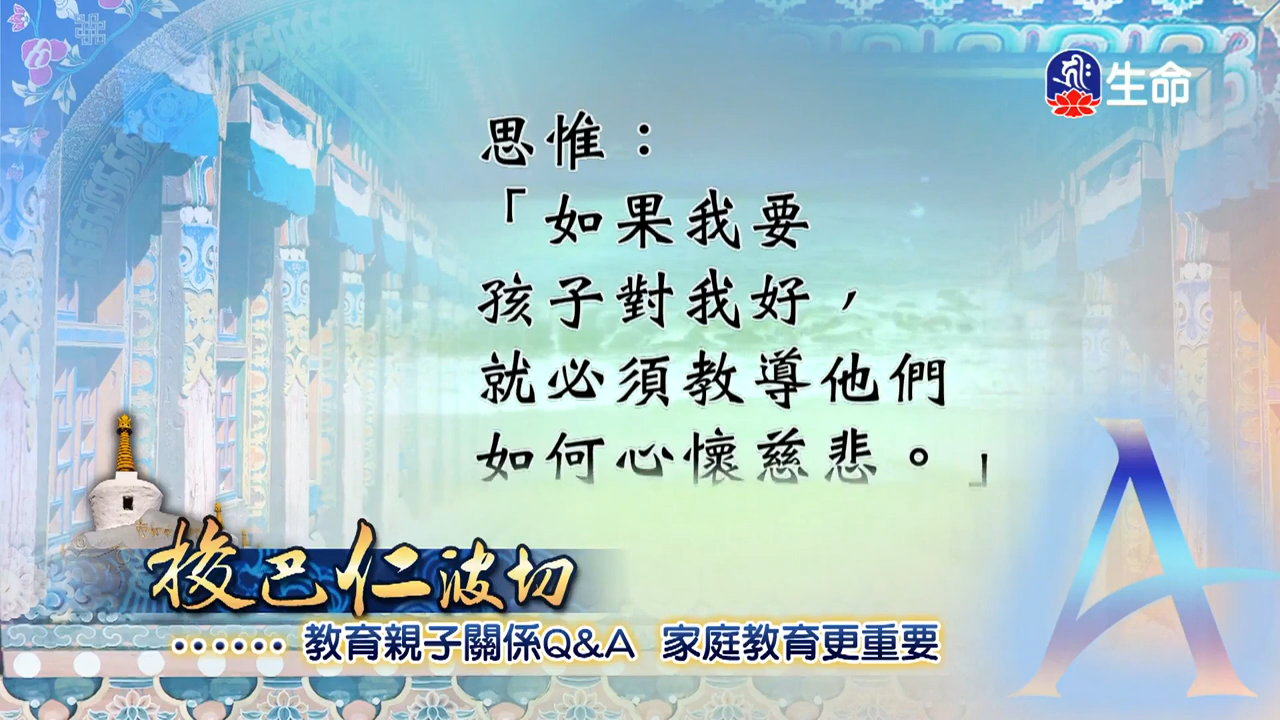 生命
思惟：
「如果我要
孩子對我好，
就必須教導他們
如何心懷慈悲。」
梭巴仁波切
…… 教育親子關係Q&A 家庭教育更重要
A